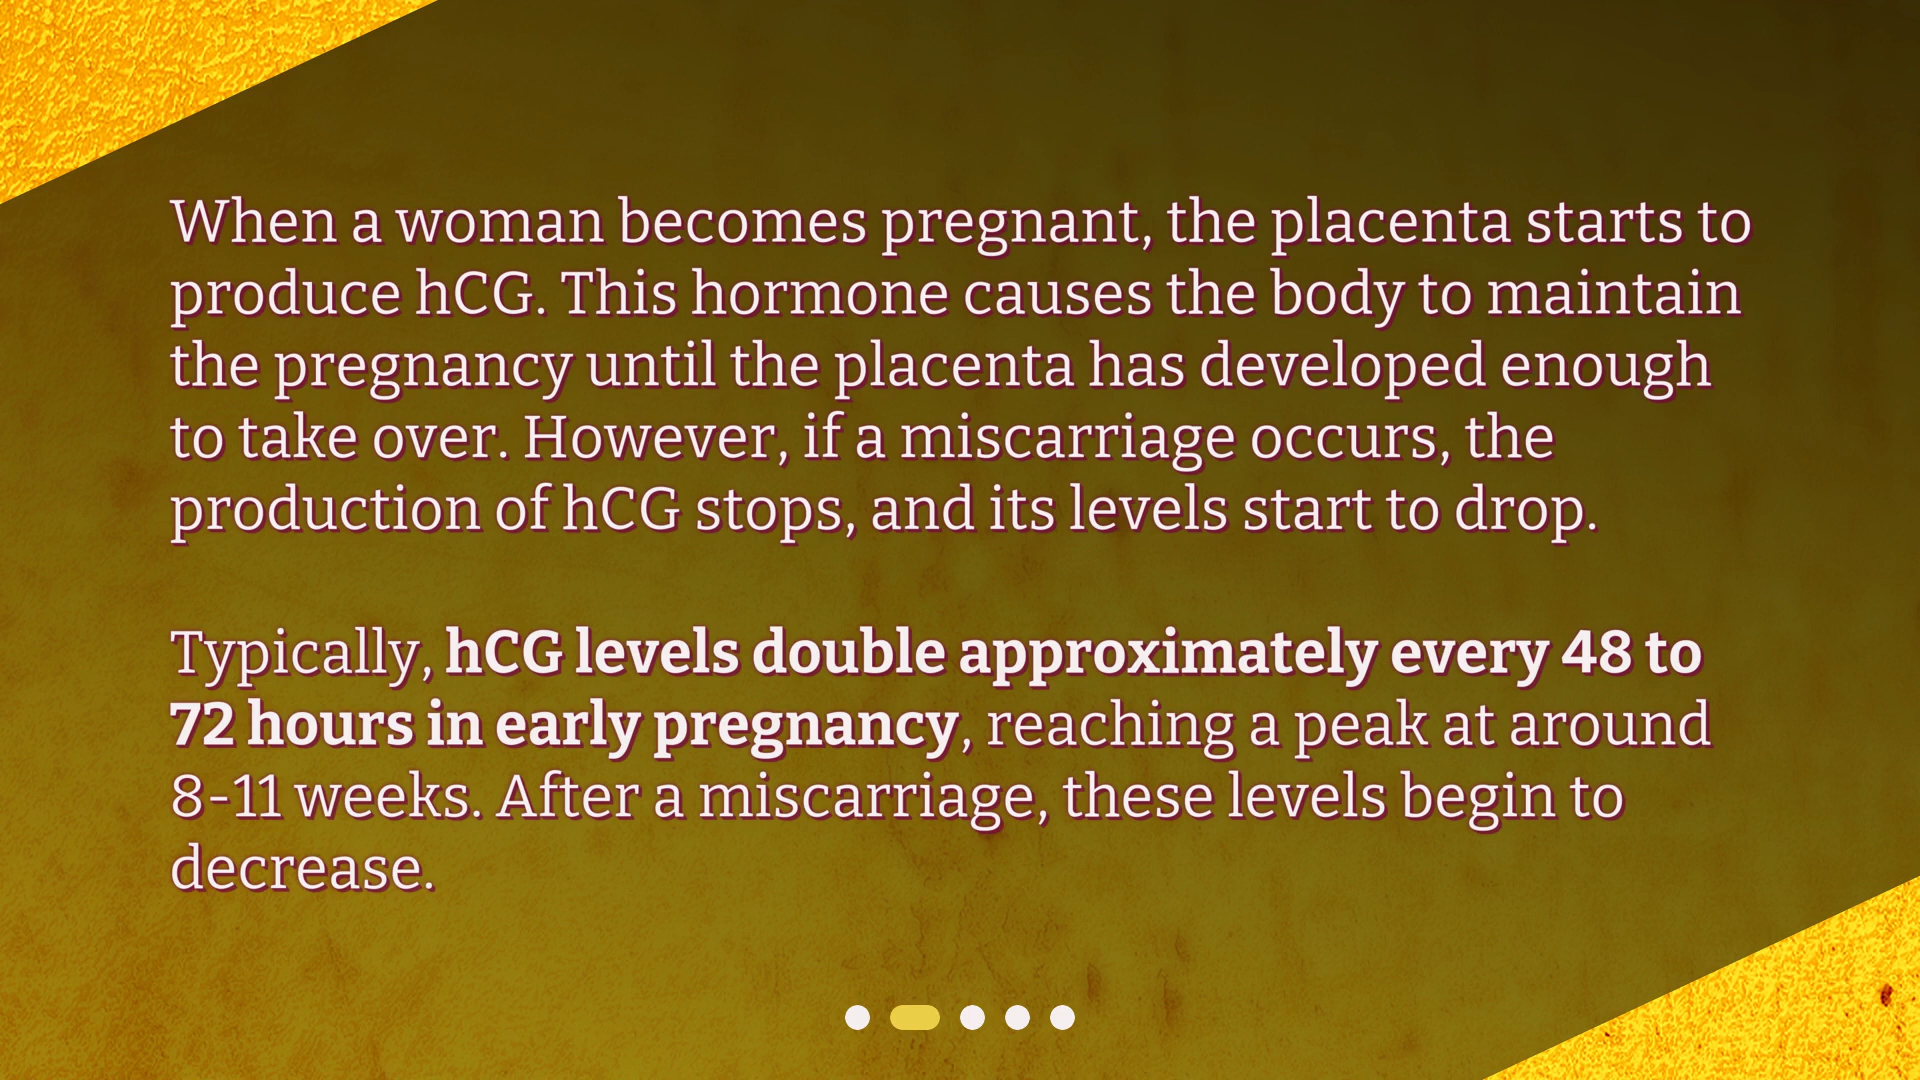 When a woman becomes pregnant, the placenta starts to
produce hCG. This hormone causes the body to maintain
the pregnancy until the placenta has developed enough
to take over. However, if a miscarriage occurs, the
production of hCG stops, and its levels start to drop.
Typically, hCG levels double approximately every 48 to
72 hours in early pregnancy, reaching a peak at around
8-11 weeks. After a miscarriage, these levels begin to
decrease.